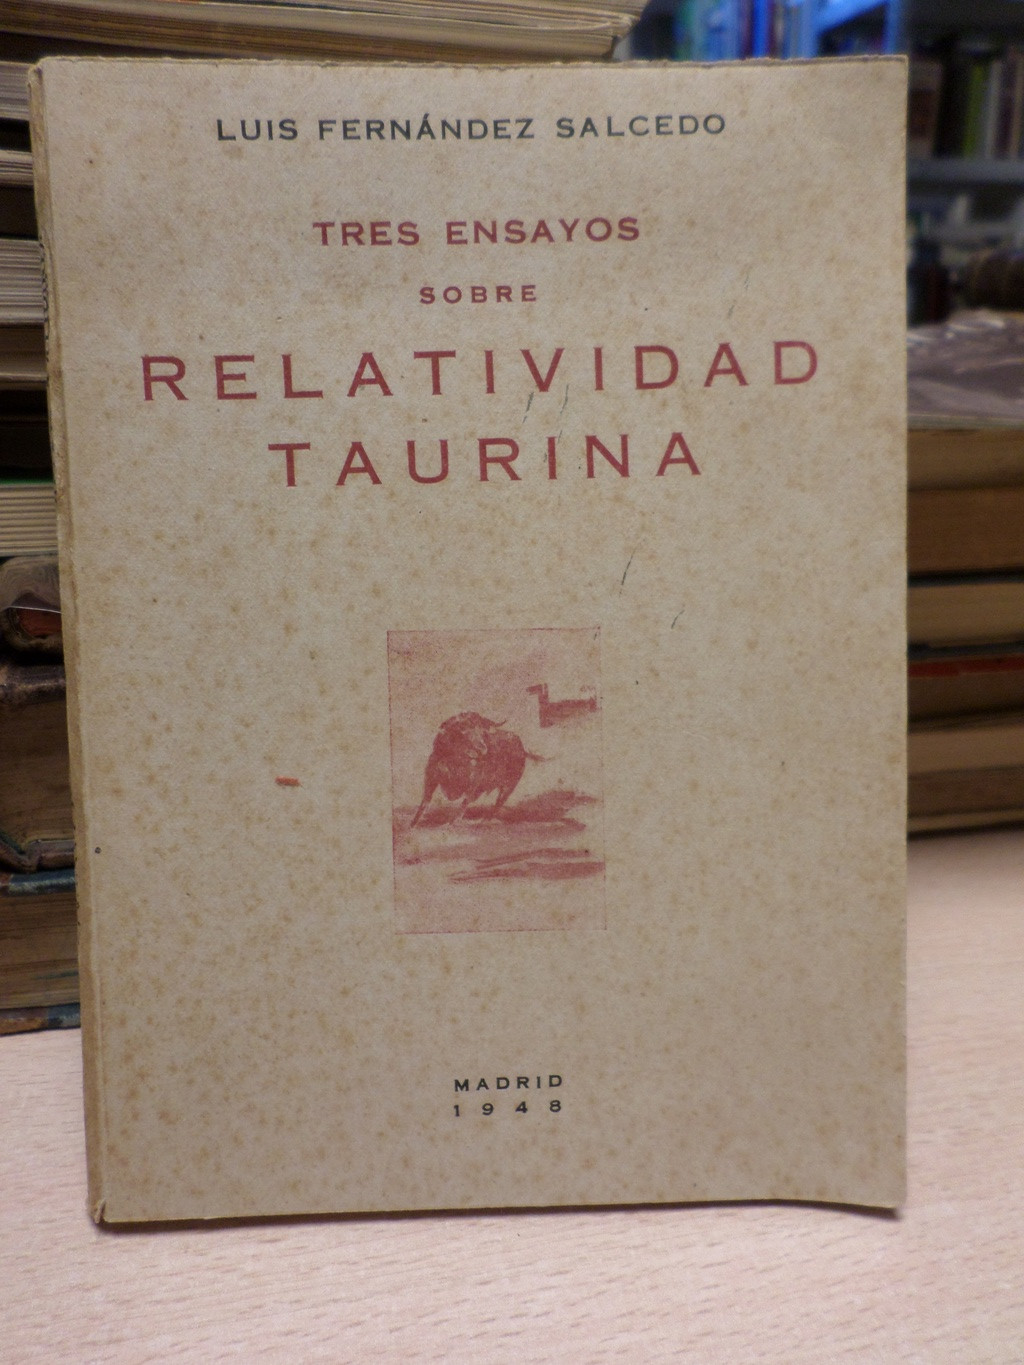 LUIS FERNÁNDEZ SALCEDO
TRES ENSAYOS
SOBRE
RELATIVIDAD
TAURINA
MADRID
1948